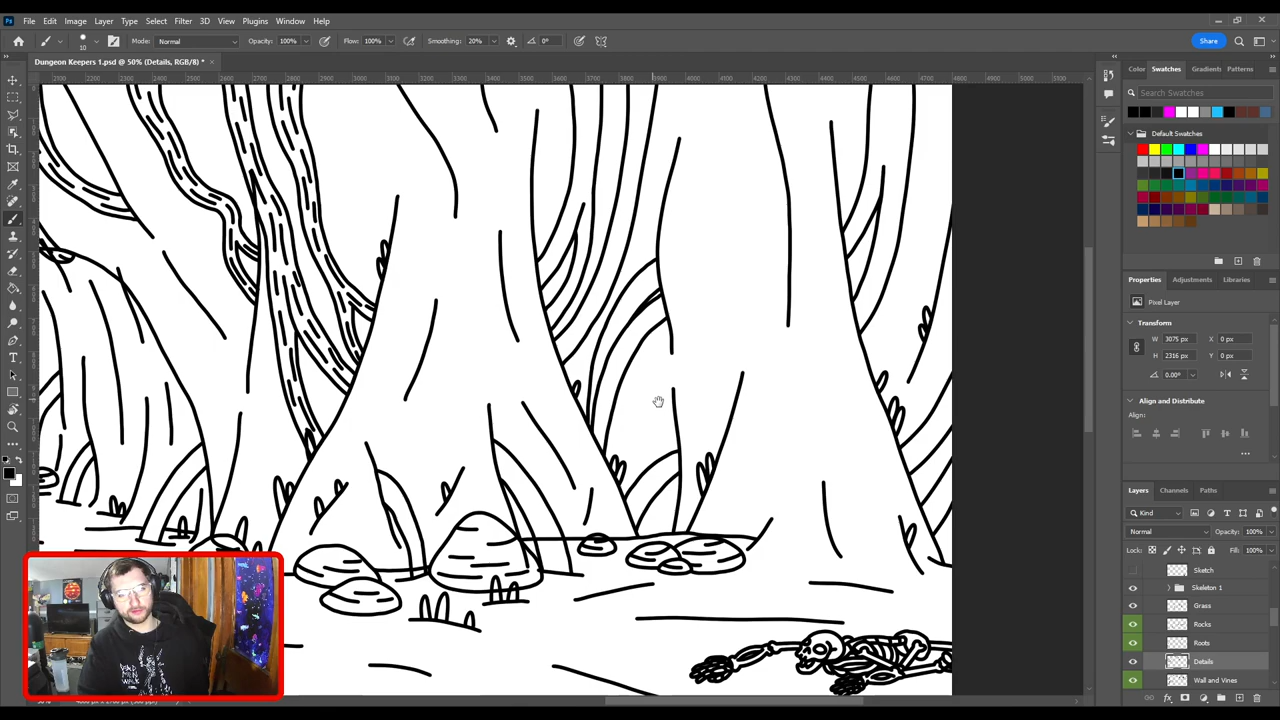 Ps File Edit Image Layer Type Select Filter 3D View Plugins Window Help
10 Mode: Normal Opacity: 100% Flow: 100% Smoothing: 20% 0° Share
Dungeon Keepers 1.psd @ 50% (Details, RGB/8) *
Color Swatches Gradients Patterns
Search Swatches
Default Swatches
Properties Adjustments Libraries
Pixel Layer
Transform
W 3075 px X 0 px
H 2316 px Y 0 px
0.00°
Align and Distribute
Align:
Layers Channels Paths
Kind
Normal Opacity: 100%
Lock: Fill: 100%
Sketch
Skeleton 1
Grass
Rocks
Roots
Details
Wall and Vines